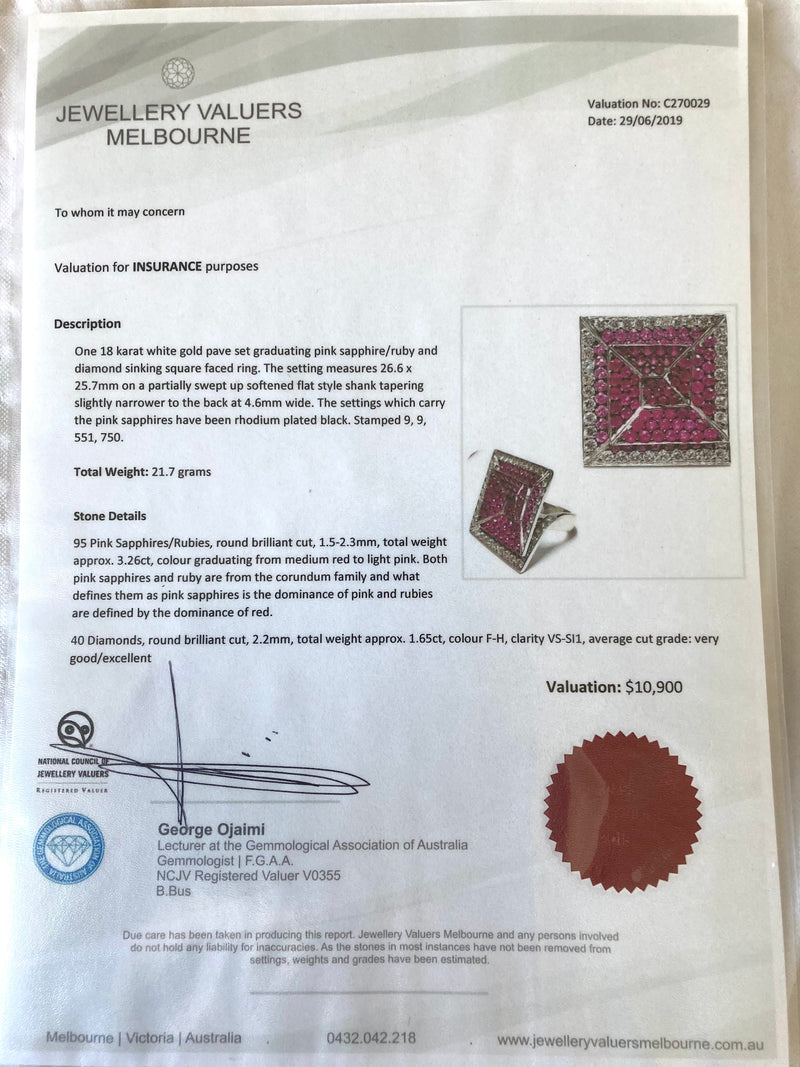 JEWELLERY VALUERS
MELBOURNE
Valuation No: C270029
Date: 29/06/2019
To whom it may concern
Valuation for INSURANCE purposes
Description
One 18 karat white gold pave set graduating pink sapphire/ruby and
diamond sinking square faced ring. The setting measures 26.6 x
25.7mm on a partially swept up softened flat style shank tapering
slightly narrower to the back at 4.6mm wide. The settings which carry
the pink sapphires have been rhodium plated black. Stamped 9, 9,
551, 750.
Total Weight: 21.7 grams
Stone Details
95 Pink Sapphires/Rubies, round brilliant cut, 1.5-2.3mm, total weight
approx. 3.26ct, colour graduating from medium red to light pink. Both
pink sapphires and ruby are from the corundum family and what
defines them as pink sapphires is the dominance of pink and rubies
are defined by the dominance of red.
40 Diamonds, round brilliant cut, 2.2mm, total weight approx. 1.65ct, colour F-H, clarity VS-SI1, average cut grade: very
good/excellent
Valuation: $10,900
NATIONAL COUNCIL OF
JEWELLERY VALUERS
REGISTERED VALUER
THE GEMMOLOGICAL ASSOCIATION OF AUSTRALIA
George Ojaimi
Lecturer at the Gemmological Association of Australia
Gemmologist | F.G.A.A.
NCJV Registered Valuer V0355
B.Bus
Due care has been taken in producing this report. Jewellery Valuers Melbourne and any persons involved
do not hold any liability for inaccuracies. As the stones in most instances have not been removed from
settings, weights and grades have been estimated.
Melbourne | Victoria | Australia
0432.042.218
www.jewelleryvaluersmelbourne.com.au